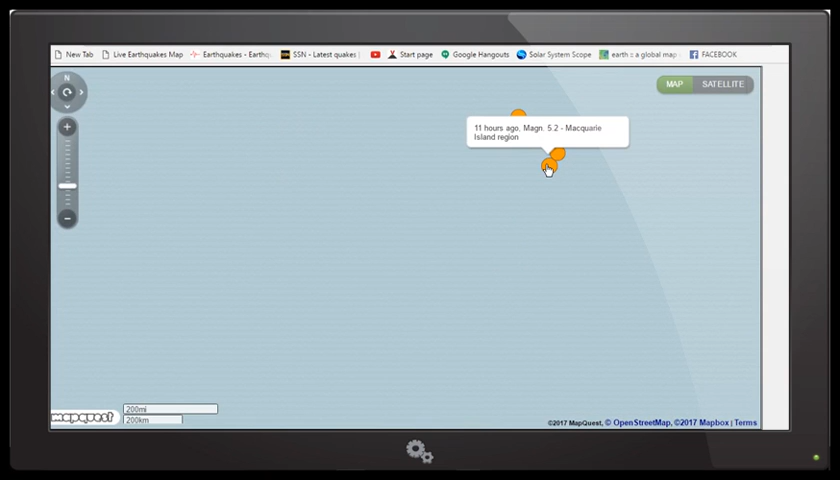 New Tab Live Earthquakes Map Earthquakes - Earthq SSN - Latest quakes Start page Google Hangouts Solar System Scope earth :: a global map FACEBOOK
N
MAP SATELLITE
11 hours ago, Magn. 5.2 - Macquarie
Island region
200mi
200km
mapquest
©2017 MapQuest, © OpenStreetMap, ©2017 Mapbox | Terms